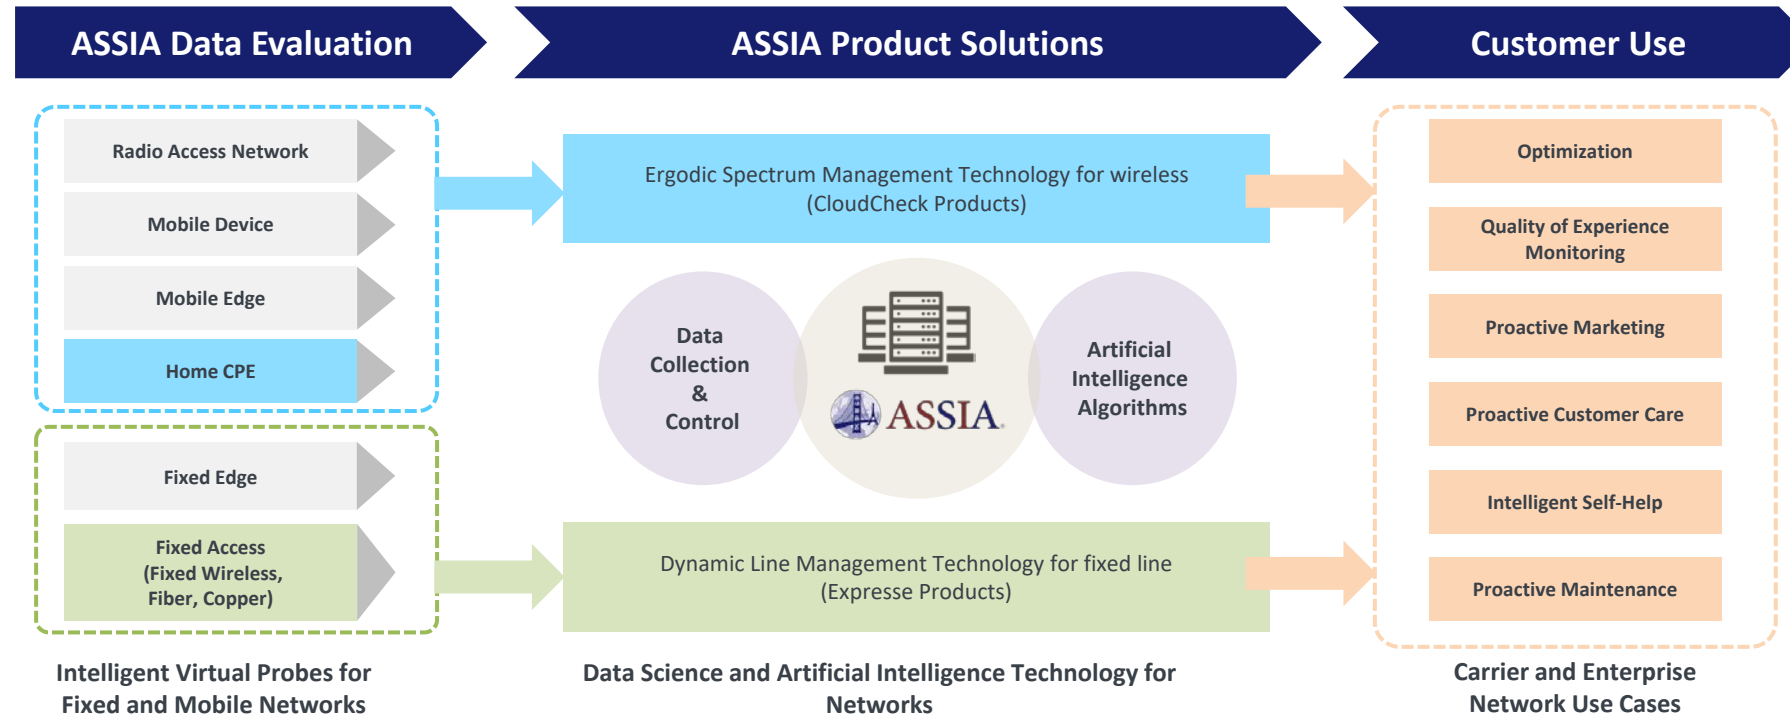 ASSIA Data Evaluation
ASSIA Product Solutions
Customer Use
Radio Access Network
Mobile Device
Mobile Edge
Home CPE
Fixed Edge
Fixed Access
(Fixed Wireless,
Fiber, Copper)
Intelligent Virtual Probes for
Fixed and Mobile Networks
Ergodic Spectrum Management Technology for wireless
(CloudCheck Products)
Data
Collection
&
Control
ASSIA
Artificial
Intelligence
Algorithms
Dynamic Line Management Technology for fixed line
(Expresse Products)
Data Science and Artificial Intelligence Technology for
Networks
Optimization
Quality of Experience
Monitoring
Proactive Marketing
Proactive Customer Care
Intelligent Self-Help
Proactive Maintenance
Carrier and Enterprise
Network Use Cases